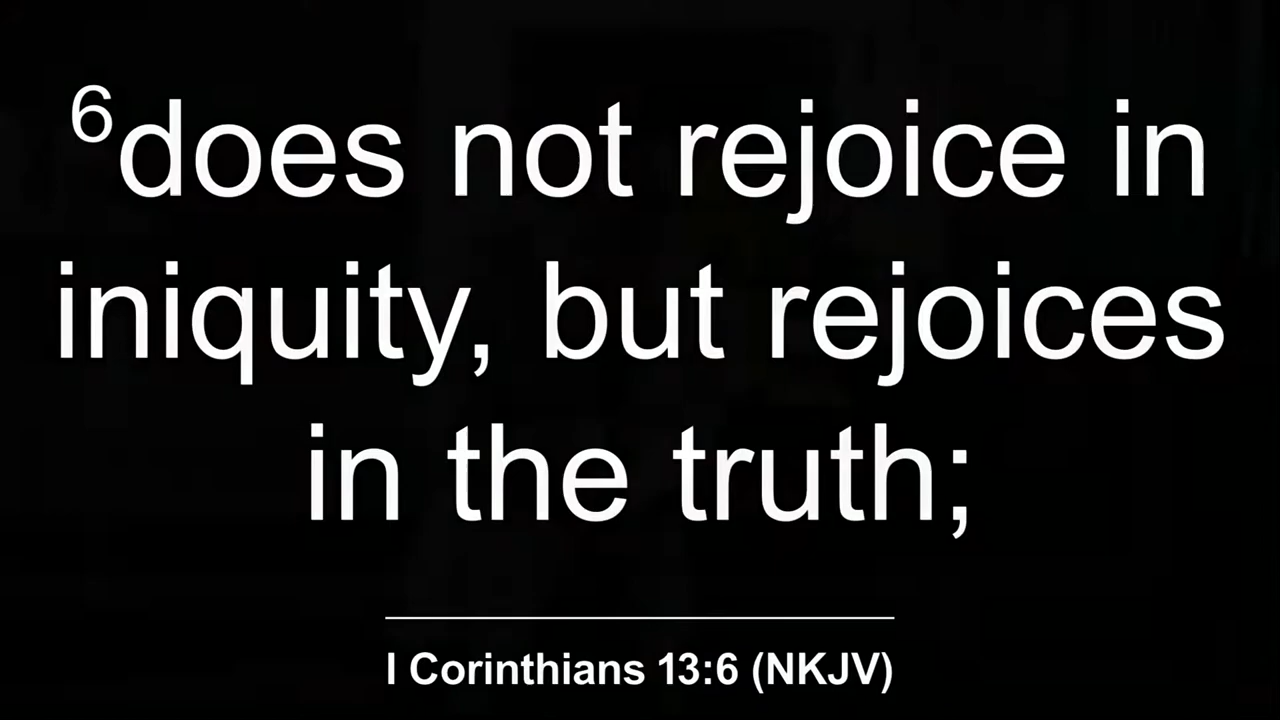 ⁶does not rejoice in
iniquity, but rejoices
in the truth;
I Corinthians 13:6 (NKJV)